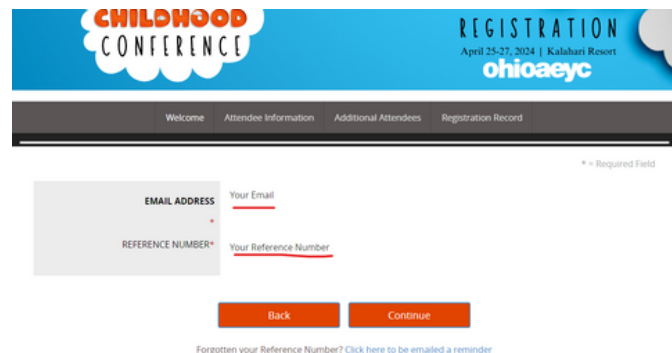 CHILDHOOD
CONFERENCE
REGISTRATION
April 25-27, 2024 | Kalahari Resort
ohioaeyc
Welcome Attendee Information Additional Attendees Registration Record
* = Required Field
EMAIL ADDRESS Your Email
*
REFERENCE NUMBER* Your Reference Number
Back Continue
Forgotten your Reference Number? Click here to be emailed a reminder